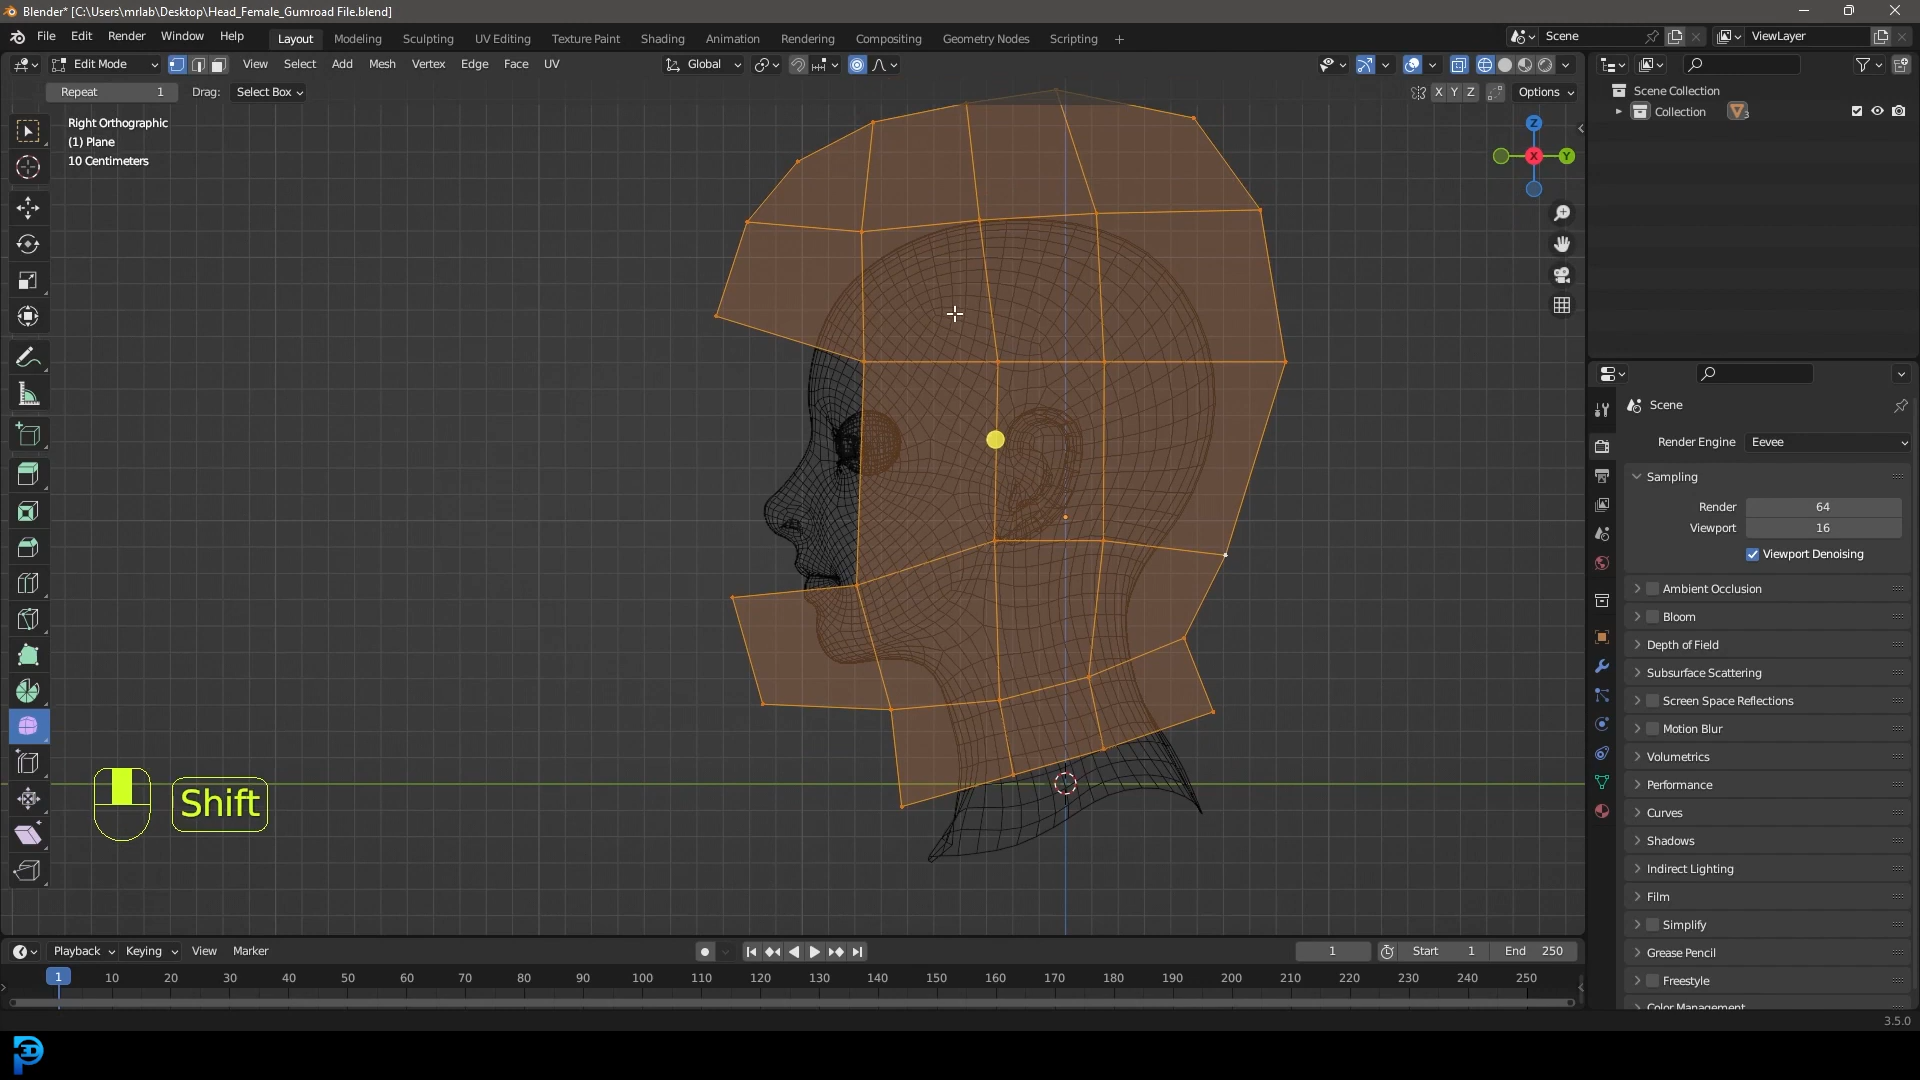 Blender* [C:\Users\mrlab\Desktop\Head_Female_Gumroad File.blend]
File Edit Render Window Help Layout Modeling Sculpting UV Editing Texture Paint Shading Animation Rendering Compositing Geometry Nodes Scripting + Scene ViewLayer
Edit Mode View Select Add Mesh Vertex Edge Face UV Global
Repeat 1 Drag: Select Box X Y Z Options
Right Orthographic
(1) Plane
10 Centimeters
Z
X
Y
Shift
Scene Collection
Collection 3
Scene
Render Engine Eevee
Sampling
Render 64
Viewport 16
Viewport Denoising
Ambient Occlusion
Bloom
Depth of Field
Subsurface Scattering
Screen Space Reflections
Motion Blur
Volumetrics
Performance
Curves
Shadows
Indirect Lighting
Film
Simplify
Grease Pencil
Freestyle
Color Management
Playback Keying View Marker 1 Start 1 End 250
1 10 20 30 40 50 60 70 80 90 100 110 120 130 140 150 160 170 180 190 200 210 220 230 240 250
3.5.0
3D